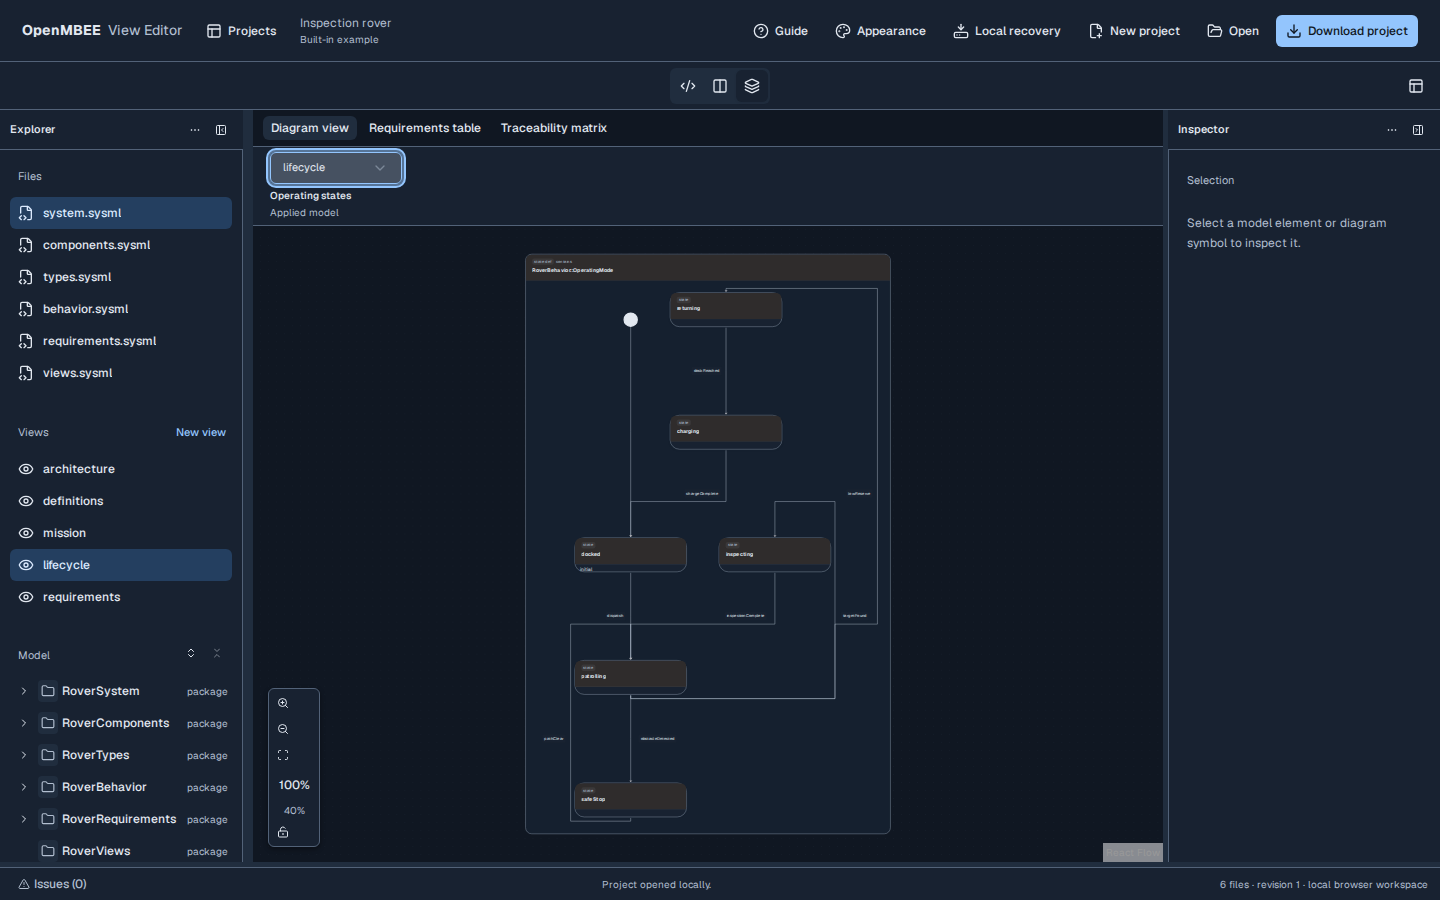 OpenMBEE View Editor
Projects
Inspection rover
Built-in example
Guide
Appearance
Local recovery
New project
Open
Download project
Explorer
Files
system.sysml
components.sysml
types.sysml
behavior.sysml
requirements.sysml
views.sysml
Views
New view
architecture
definitions
mission
lifecycle
requirements
Model
RoverSystem package
RoverComponents package
RoverTypes package
RoverBehavior package
RoverRequirements package
RoverViews package
Diagram view
Requirements table
Traceability matrix
lifecycle
Operating states
Applied model
RoverBehavior::OperatingMode
charging
chargeComplete
docked
initial
inspecting
patrolling
safeStop
100%
40%
React Flow
Inspector
Selection
Select a model element or diagram
symbol to inspect it.
Issues (0)
Project opened locally.
6 files · revision 1 · local browser workspace